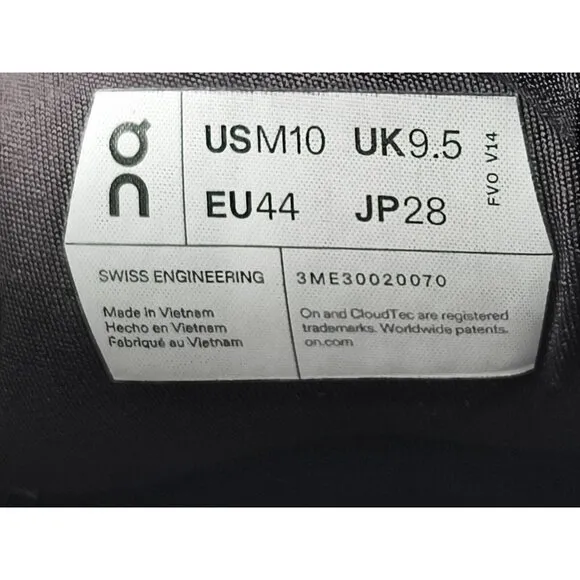 On
USM10 UK9.5
EU44 JP28
FVO V14
SWISS ENGINEERING
3ME30020070
Made in Vietnam
Hecho en Vietnam
Fabriqué au Vietnam
On and CloudTec are registered
trademarks. Worldwide patents.
on.com